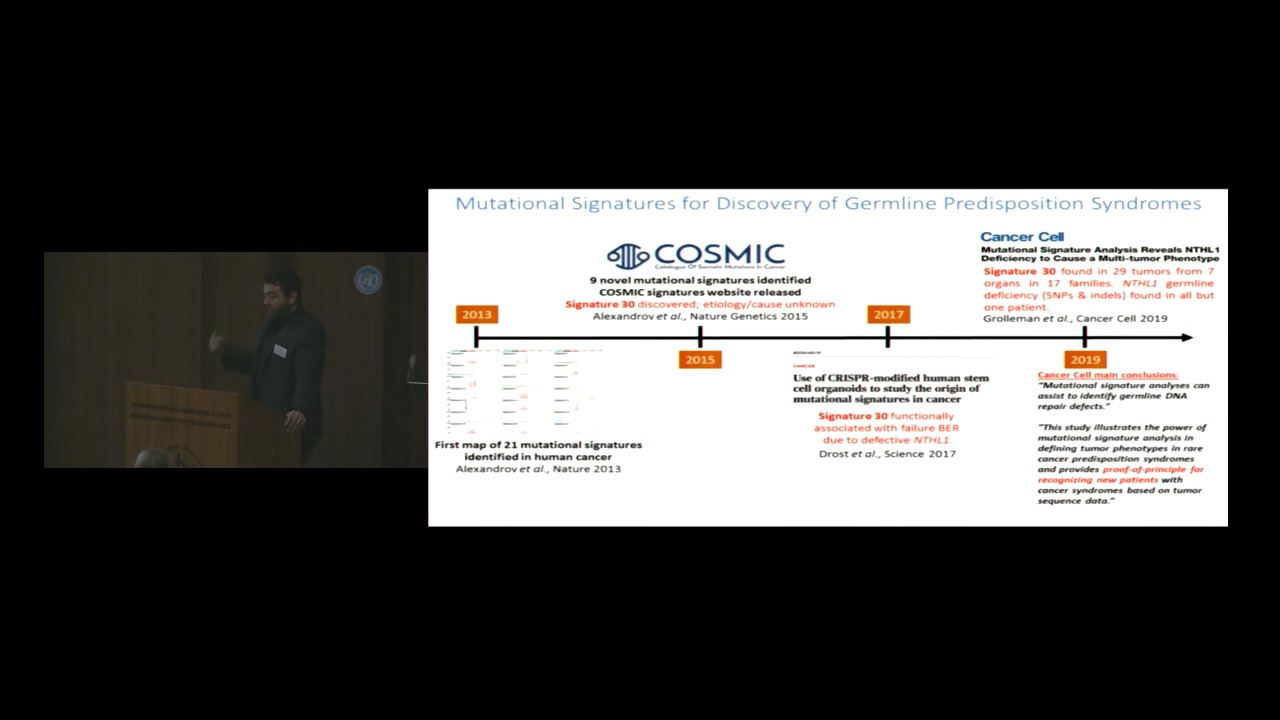 Mutational Signatures for Discovery of Germline Predisposition Syndromes
COSMIC
Catalogue Of Somatic Mutations In Cancer
9 novel mutational signatures identified
COSMIC signatures website released
Signature 30 discovered; etiology/cause unknown
Alexandrov et al., Nature Genetics 2015
Cancer Cell
Mutational Signature Analysis Reveals NTHL1
Deficiency to Cause a Multi-tumor Phenotype
Signature 30 found in 29 tumors from 7
organs in 17 families. NTHL1 germline
deficiency (SNPs & indels) found in all but
one patient.
Grolleman et al., Cancer Cell 2019
2013
2017
2015
2019
First map of 21 mutational signatures
identified in human cancer
Alexandrov et al., Nature 2013
RESEARCH
CANCER
Use of CRISPR-modified human stem
cell organoids to study the origin of
mutational signatures in cancer
Signature 30 functionally
associated with failure BER
due to defective NTHL1.
Drost et al., Science 2017
Cancer Cell main conclusions:
"Mutational signature analyses can
assist to identify germline DNA
repair defects."
"This study illustrates the power of
mutational signature analysis in
defining tumor phenotypes in rare
cancer predisposition syndromes
and provides proof-of-principle for
recognizing new patients with
cancer syndromes based on tumor
sequence data."